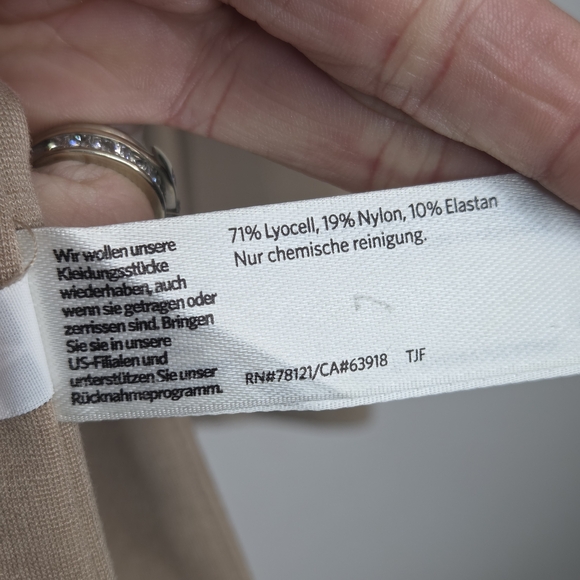 Wir wollen unsere
Kleidungsstücke
wiederhaben, auch
wenn sie getragen oder
zerrissen sind. Bringen
Sie sie in unsere
US-Filialen und
unterstützen Sie unser
Rücknahmeprogramm.
71% Lyocell, 19% Nylon, 10% Elastan
Nur chemische reinigung.
RN#78121/CA#63918 TJF